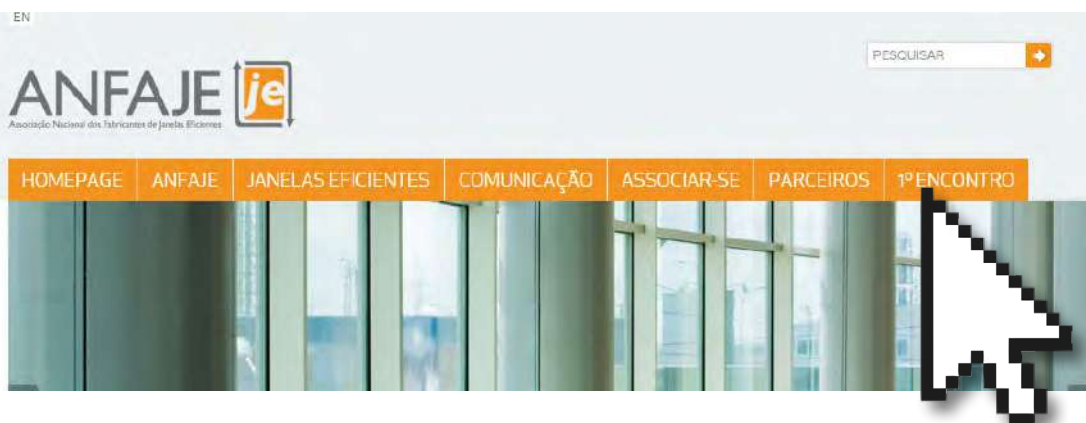 EN
PESQUISAR
ANFAJE je
Associação Nacional dos Fabricantes de Janelas Eficientes
HOMEPAGE ANFAJE JANELAS EFICIENTES COMUNICAÇÃO ASSOCIAR-SE PARCEIROS 1º ENCONTRO